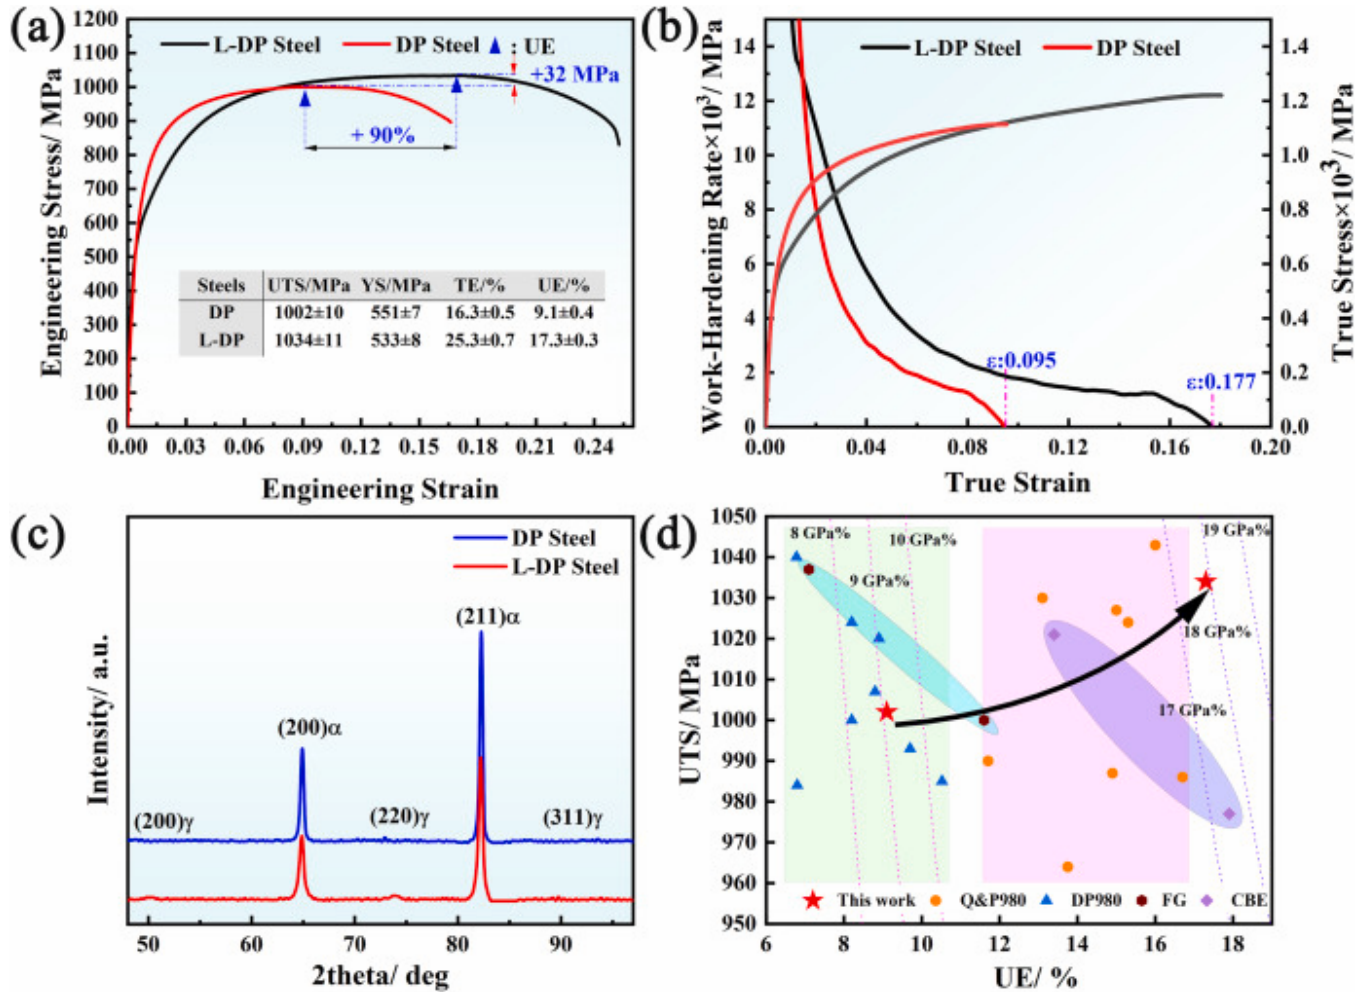 (a)
1200
1100
1000
900
800
700
600
500
400
300
200
100
0
Engineering Stress/ MPa
L-DP Steel
DP Steel
: UE
+32 MPa
+ 90%
Steels UTS/MPa YS/MPa TE/% UE/%
DP 1002±10 551±7 16.3±0.5 9.1±0.4
L-DP 1034±11 533±8 25.3±0.7 17.3±0.3
0.00 0.03 0.06 0.09 0.12 0.15 0.18 0.21 0.24
Engineering Strain
(b)
14
12
10
8
6
4
2
0
Work-Hardening Rate×10³/ MPa
L-DP Steel
DP Steel
ε:0.095
ε:0.177
1.4
1.2
1.0
0.8
0.6
0.4
0.2
0.0
True Stress×10³/ MPa
0.00 0.04 0.08 0.12 0.16 0.20
True Strain
(c)
DP Steel
L-DP Steel
Intensity/ a.u.
(211)α
(200)α
(200)γ
(220)γ
(311)γ
50 60 70 80 90
2theta/ deg
(d)
1050
1040
1030
1020
1010
1000
990
980
970
960
950
UTS/ MPa
8 GPa%
10 GPa%
19 GPa%
9 GPa%
18 GPa%
17 GPa%
This work Q&P980 DP980 FG CBE
6 8 10 12 14 16 18
UE/ %